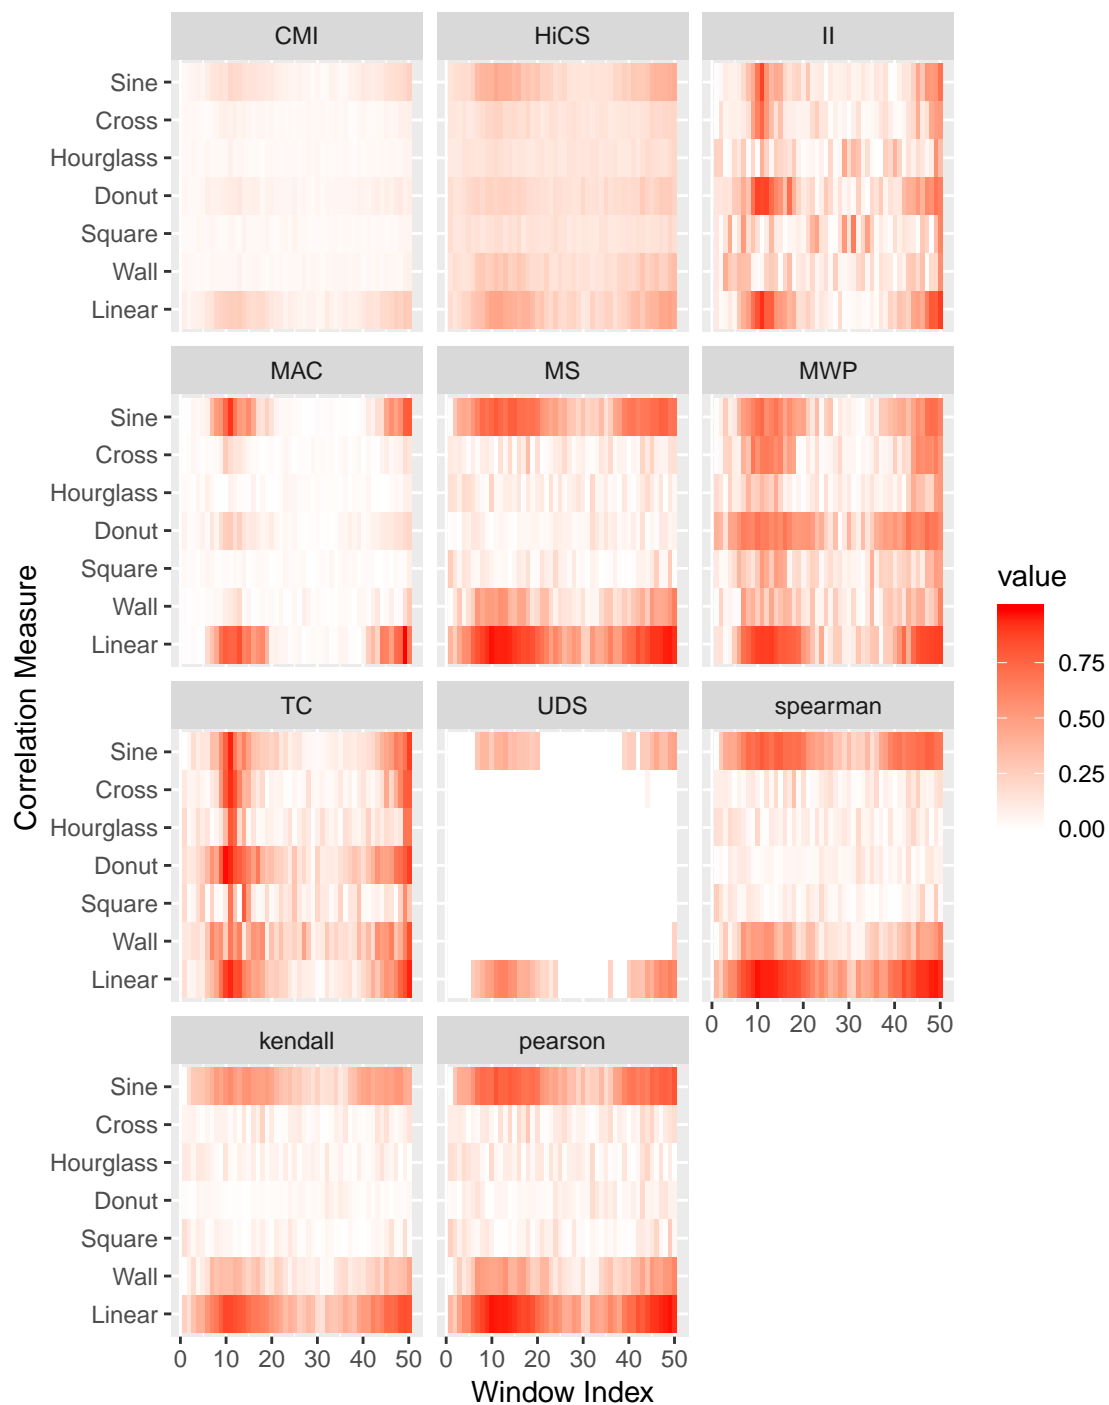 CMI HiCS II
Sine
Cross
Hourglass
Donut
Square
Wall
Linear
MAC MS MWP
Sine
Cross
Hourglass
Donut
Square
Wall
Linear
TC UDS spearman
Sine
Cross
Hourglass
Donut
Square
Wall
Linear
0 10 20 30 40 50
kendall pearson
Sine
Cross
Hourglass
Donut
Square
Wall
Linear
0 10 20 30 40 50 0 10 20 30 40 50
Window Index
Correlation Measure
value
0.75
0.50
0.25
0.00